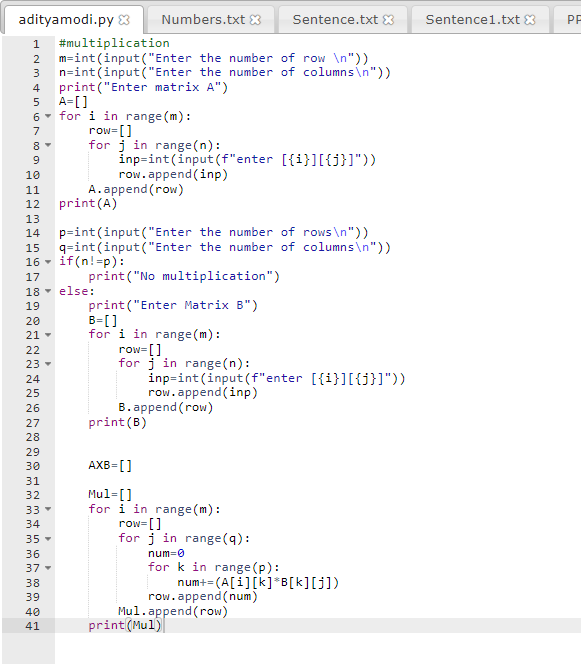 adityamodi.py Numbers.txt Sentence.txt Sentence1.txt PP
1 #multiplication
2 m=int(input("Enter the number of row \n"))
3 n=int(input("Enter the number of columns\n"))
4 print("Enter matrix A")
5 A=[]
6 for i in range(m):
7     row=[]
8     for j in range(n):
9         inp=int(input(f"enter [{i}][{j}]"))
10         row.append(inp)
11     A.append(row)
12 print(A)
13
14 p=int(input("Enter the number of rows\n"))
15 q=int(input("Enter the number of columns\n"))
16 if(n!=p):
17     print("No multiplication")
18 else:
19     print("Enter Matrix B")
20     B=[]
21     for i in range(m):
22         row=[]
23         for j in range(n):
24             inp=int(input(f"enter [{i}][{j}]"))
25             row.append(inp)
26         B.append(row)
27     print(B)
28
29
30     AXB=[]
31
32     Mul=[]
33     for i in range(m):
34         row=[]
35         for j in range(q):
36             num=0
37             for k in range(p):
38                 num+=(A[i][k]*B[k][j])
39             row.append(num)
40         Mul.append(row)
41     print(Mul)